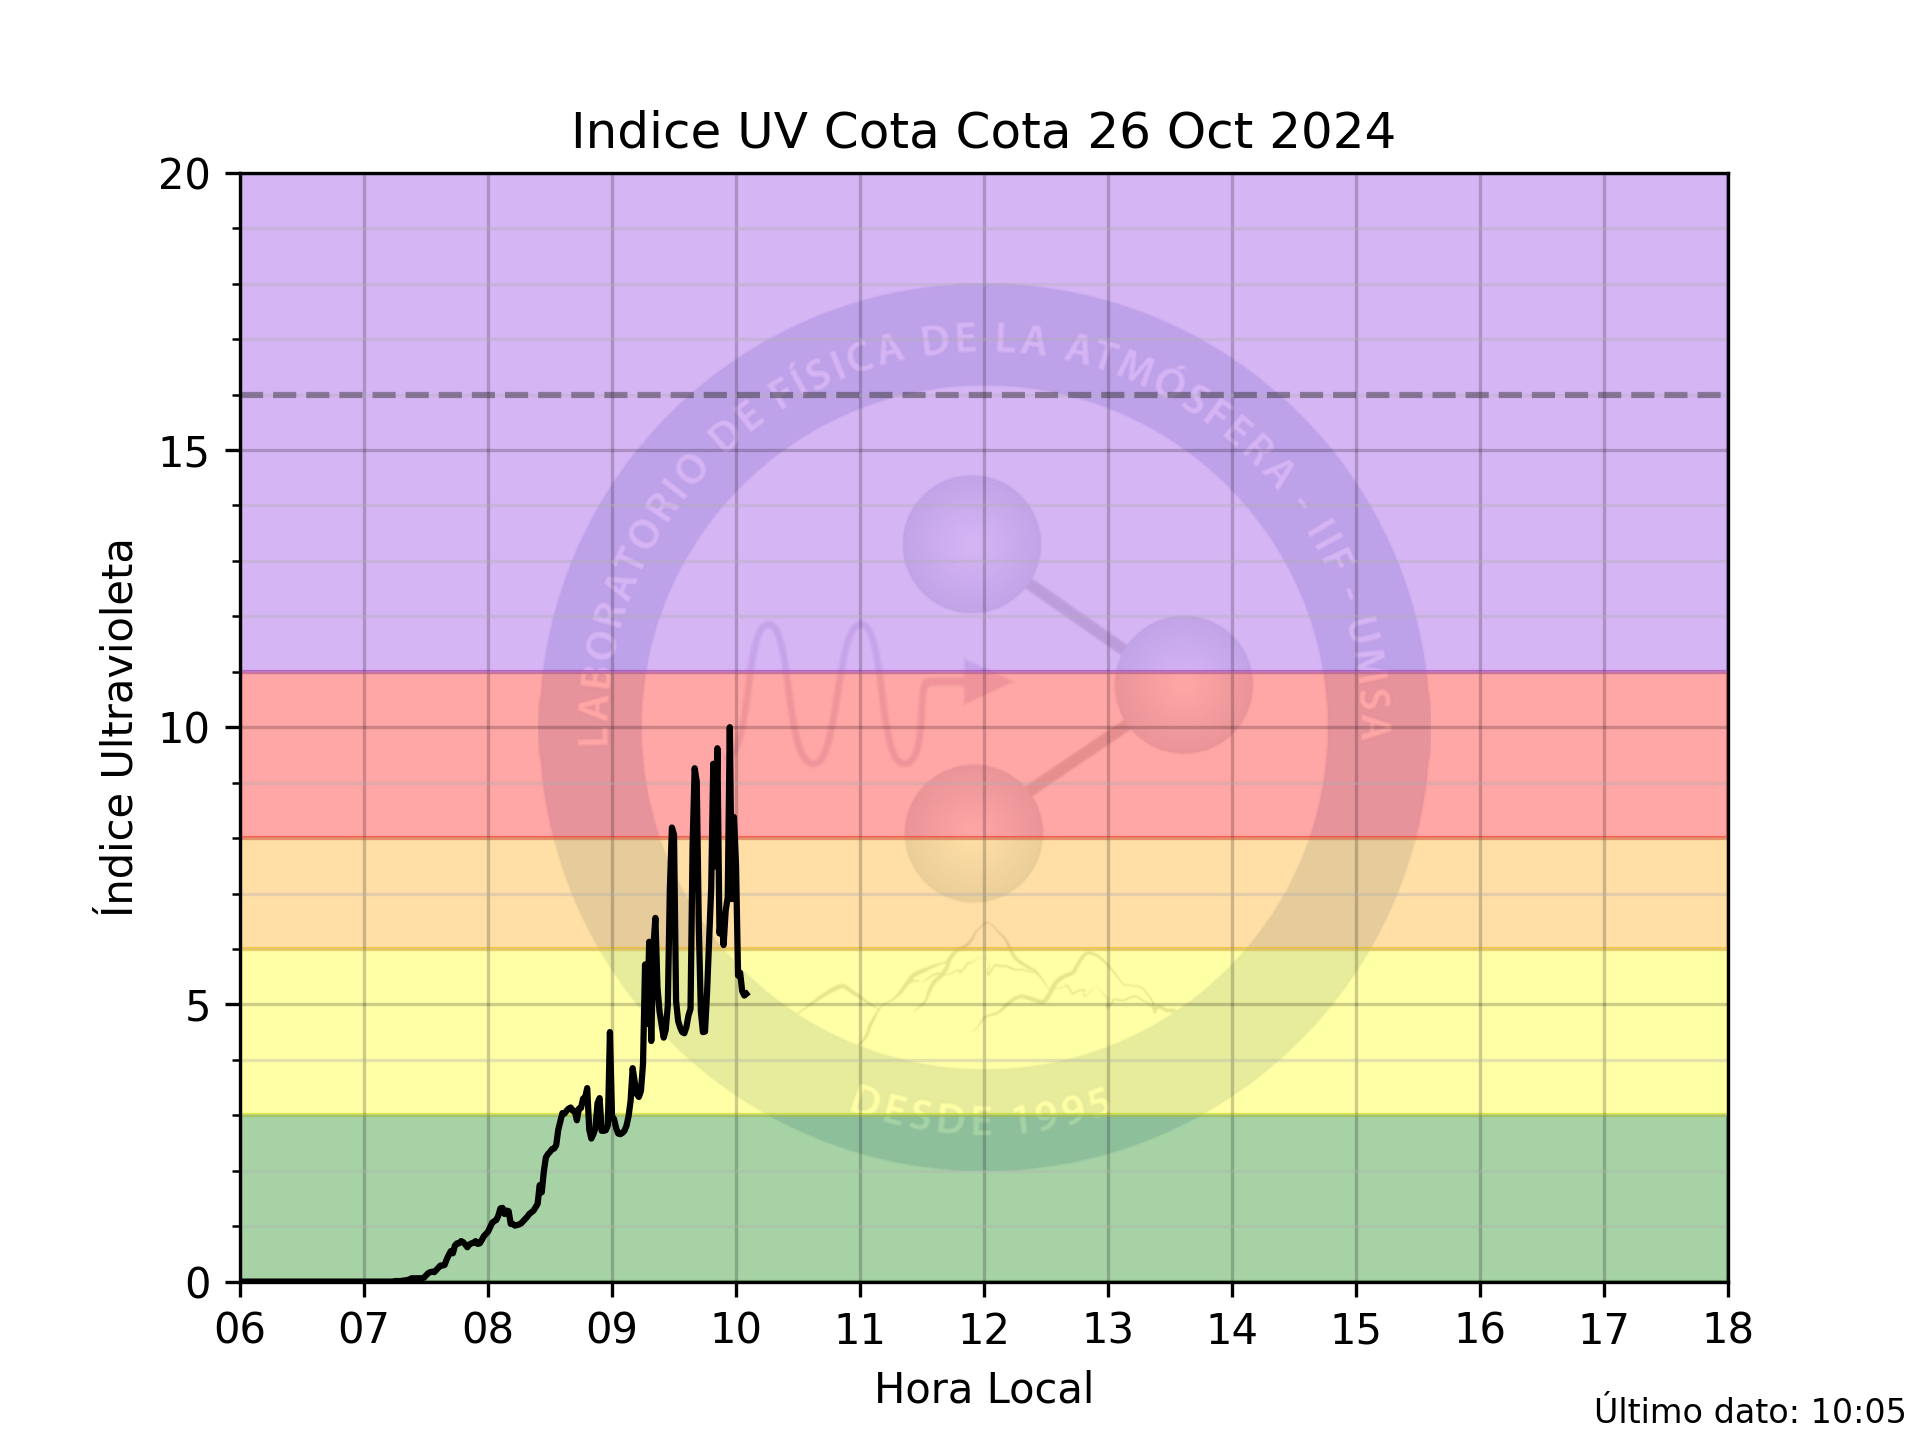 Indice UV Cota Cota 26 Oct 2024
20
15
10
5
0
Índice Ultravioleta
LABORATORIO DE FÍSICA DE LA ATMÓSFERA - IIF - UMSA
DESDE 1995
06 07 08 09 10 11 12 13 14 15 16 17 18
Hora Local
Último dato: 10:05